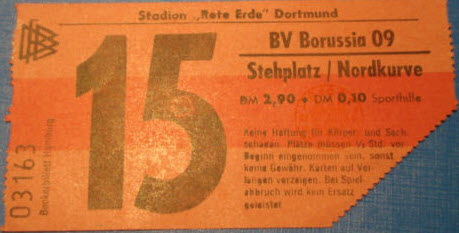 Stadion „Rote Erde" Dortmund
15
BV Borussia 09
Stehplatz / Nordkurve
DM 2,90 + DM 0,10 Sporthilfe
Keine Haftung für Körper- und Sach-
schaden. Plätze müssen ½ Std. vor
Beginn eingenommen sein, sonst
keine Gewähr. Karten auf Ver-
langen vorzeigen. Bei Spiel-
abbruch wird kein Ersatz
geleistet
03163
Hamburg